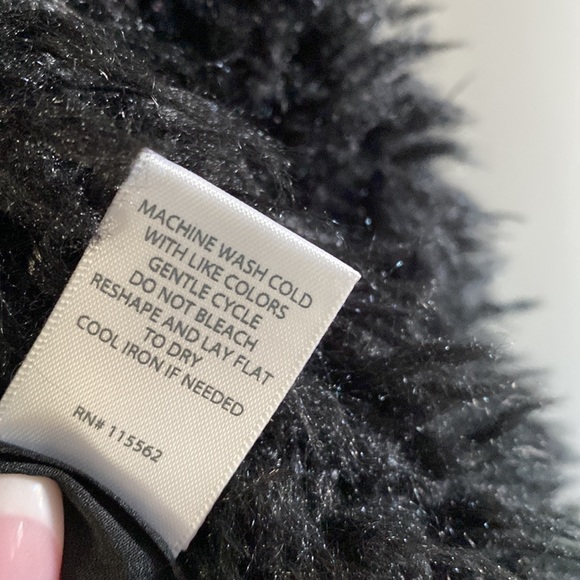 MACHINE WASH COLD
WITH LIKE COLORS
GENTLE CYCLE
DO NOT BLEACH
RESHAPE AND LAY FLAT
TO DRY
COOL IRON IF NEEDED
RN# 115562